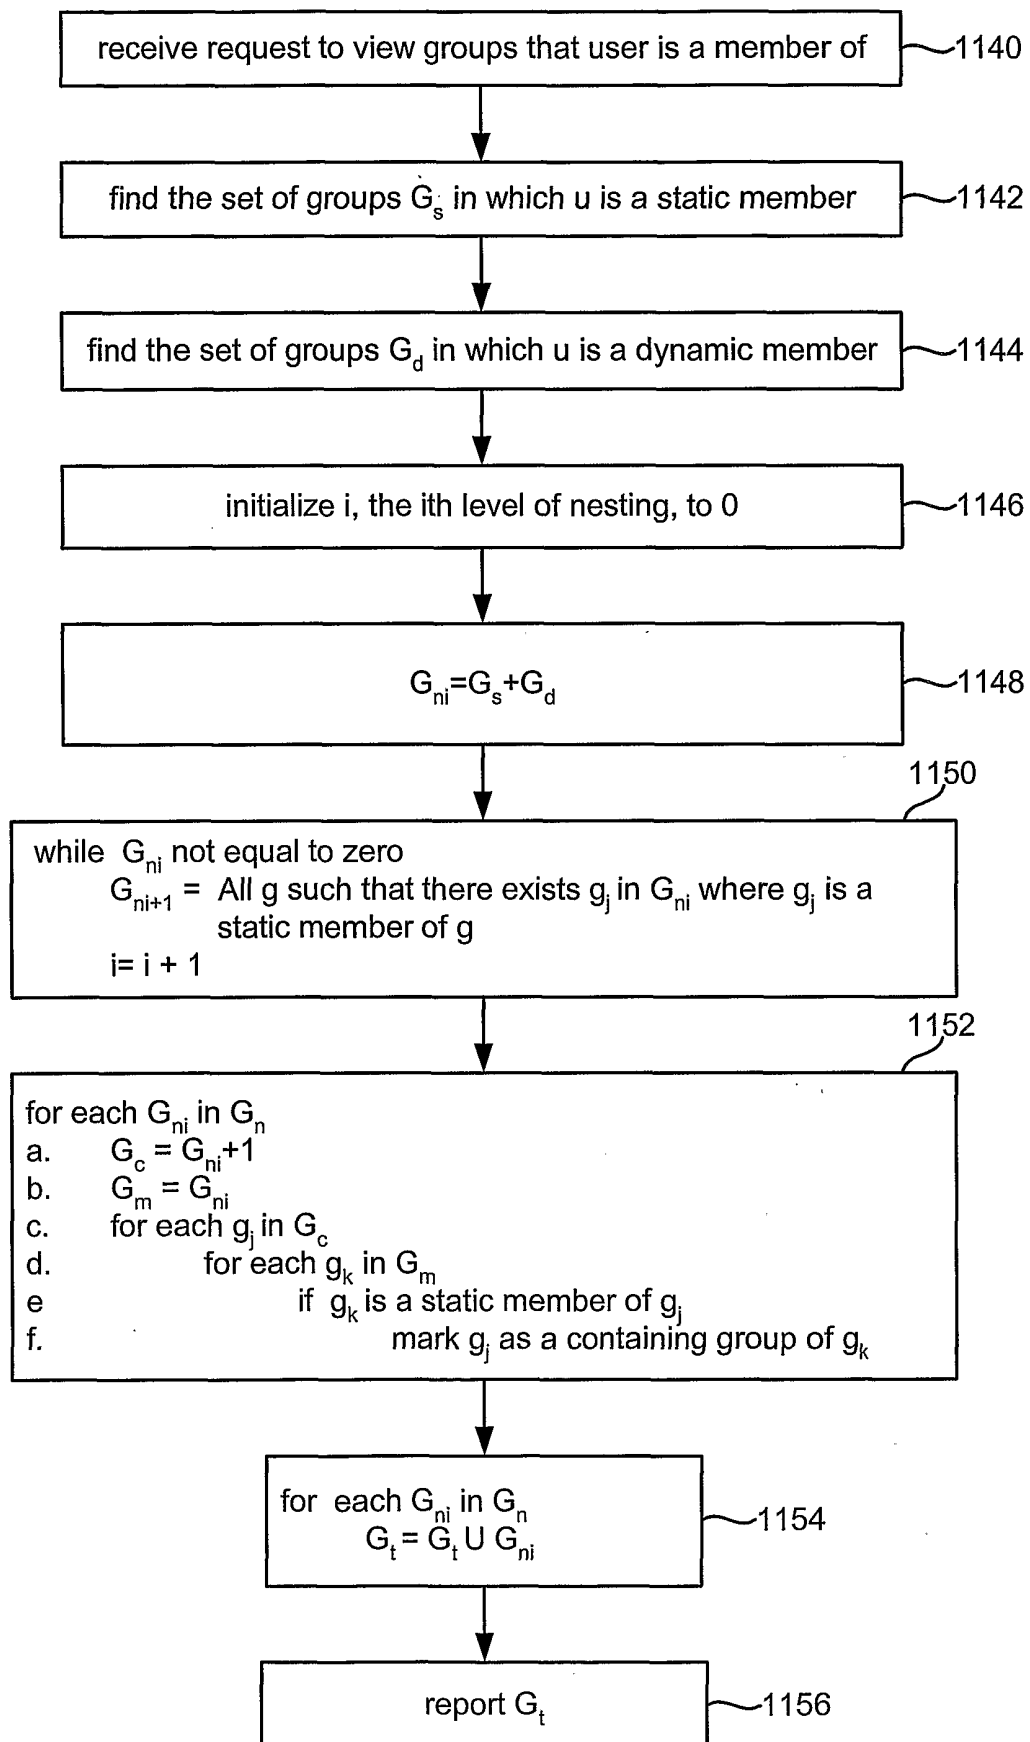 receive request to view groups that user is a member of 1140
find the set of groups Gs in which u is a static member 1142
find the set of groups Gd in which u is a dynamic member 1144
initialize i, the ith level of nesting, to 0 1146
Gni=Gs+Gd 1148
1150
while Gni not equal to zero
Gni+1 = All g such that there exists gj in Gni where gj is a
static member of g
i= i + 1
1152
for each Gni in Gn
a. Gc = Gni+1
b. Gm = Gni
c. for each gj in Gc
d. for each gk in Gm
e if gk is a static member of gj
f. mark gj as a containing group of gk
for each Gni in Gn
Gt = Gt U Gni 1154
report Gt 1156